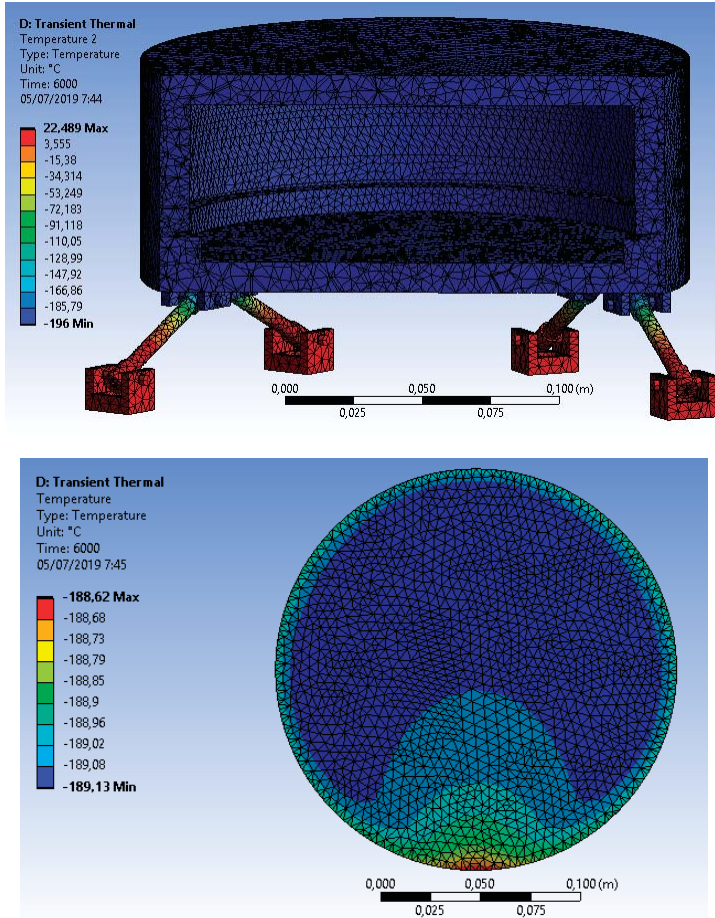 D: Transient Thermal
Temperature 2
Type: Temperature
Unit: °C
Time: 6000
05/07/2019 7:44
22,489 Max
3,555
-15,38
-34,314
-53,249
-72,183
-91,118
-110,05
-128,99
-147,92
-166,86
-185,79
-196 Min
0,000 0,050 0,100 (m)
0,025 0,075
D: Transient Thermal
Temperature
Type: Temperature
Unit: °C
Time: 6000
05/07/2019 7:45
-188,62 Max
-188,68
-188,73
-188,79
-188,85
-188,9
-188,96
-189,02
-189,08
-189,13 Min
0,000 0,050 0,100 (m)
0,025 0,075